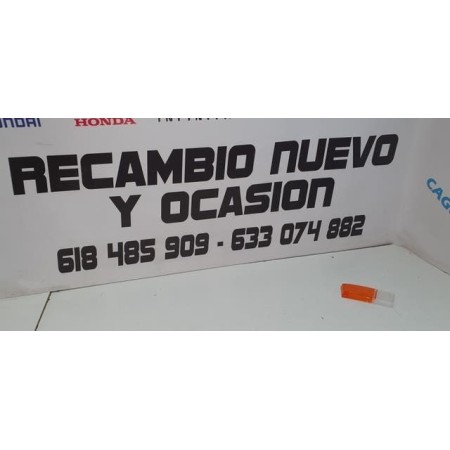 HONDA
RECAMBIO NUEVO
Y OCASION
618 485 909 - 633 074 882